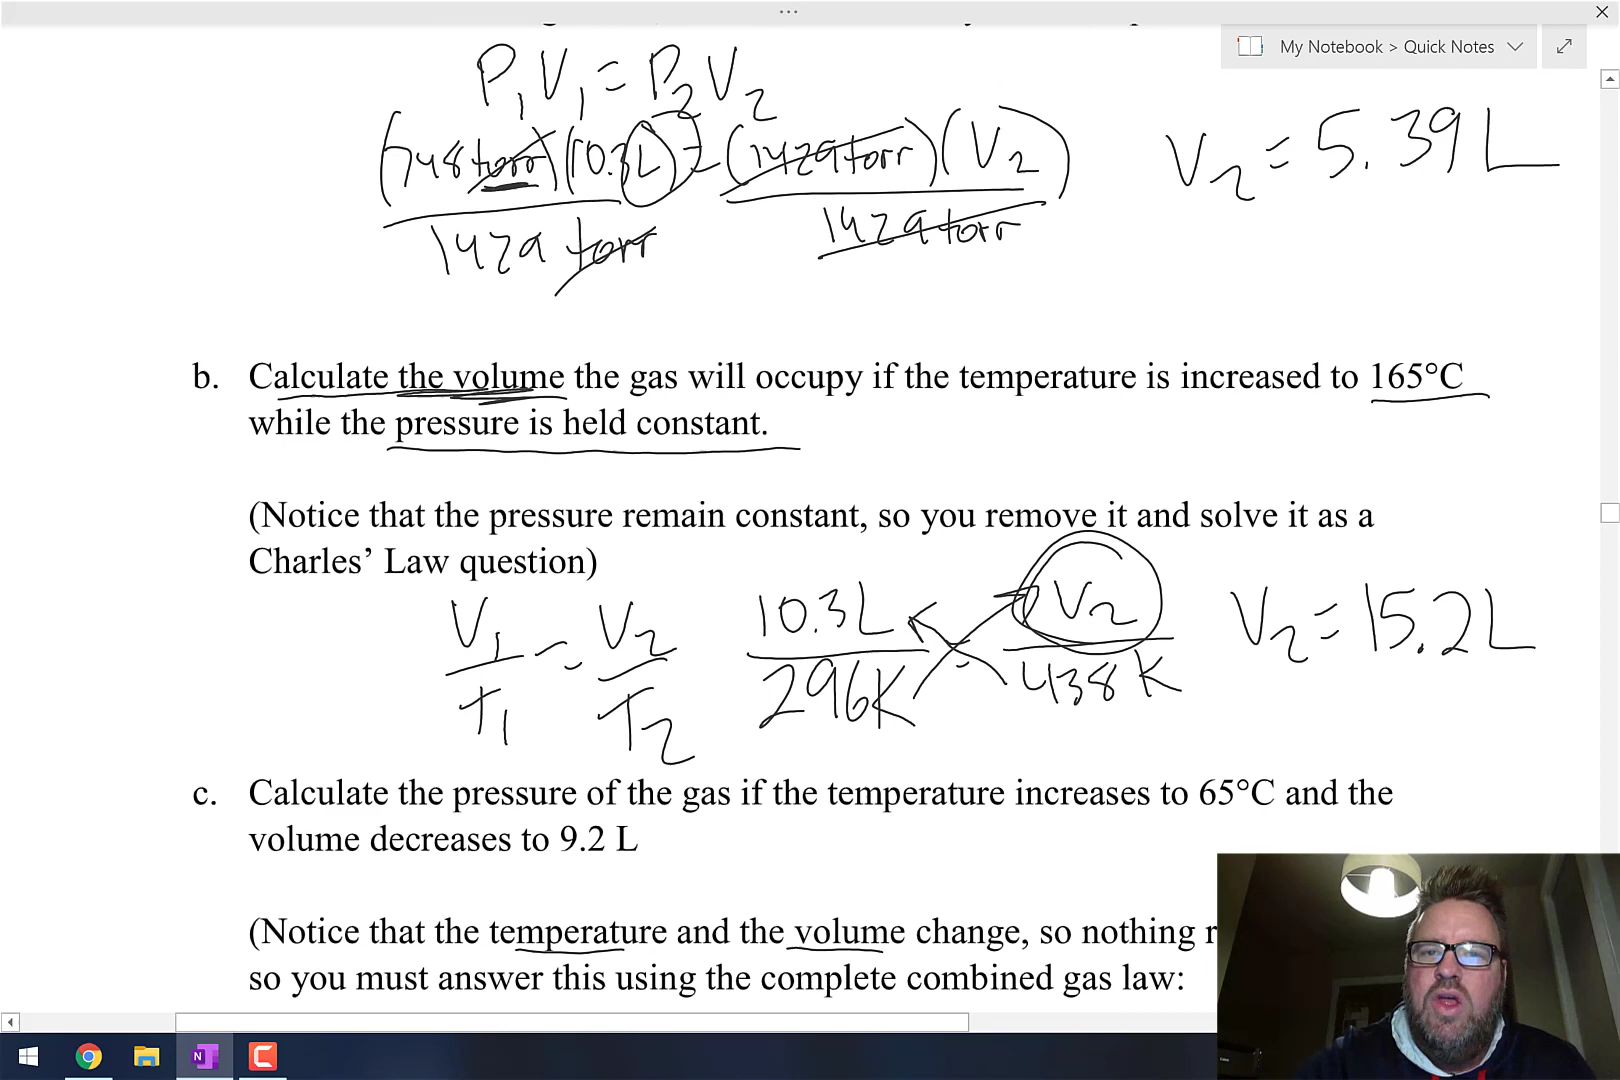 My Notebook > Quick Notes
P₁V₁ = P₂V₂
(748 torr)(10.3L) = (1429 torr)(V₂)
1429 torr 1429 torr
V₂ = 5.39 L
b. Calculate the volume the gas will occupy if the temperature is increased to 165°C
while the pressure is held constant.
(Notice that the pressure remain constant, so you remove it and solve it as a
Charles’ Law question)
V₁ = V₂ 10.3L = V₂ V₂ = 15.2L
T₁ T₂ 296K 438K
c. Calculate the pressure of the gas if the temperature increases to 65°C and the
volume decreases to 9.2 L
(Notice that the temperature and the volume change, so nothing r
so you must answer this using the complete combined gas law: